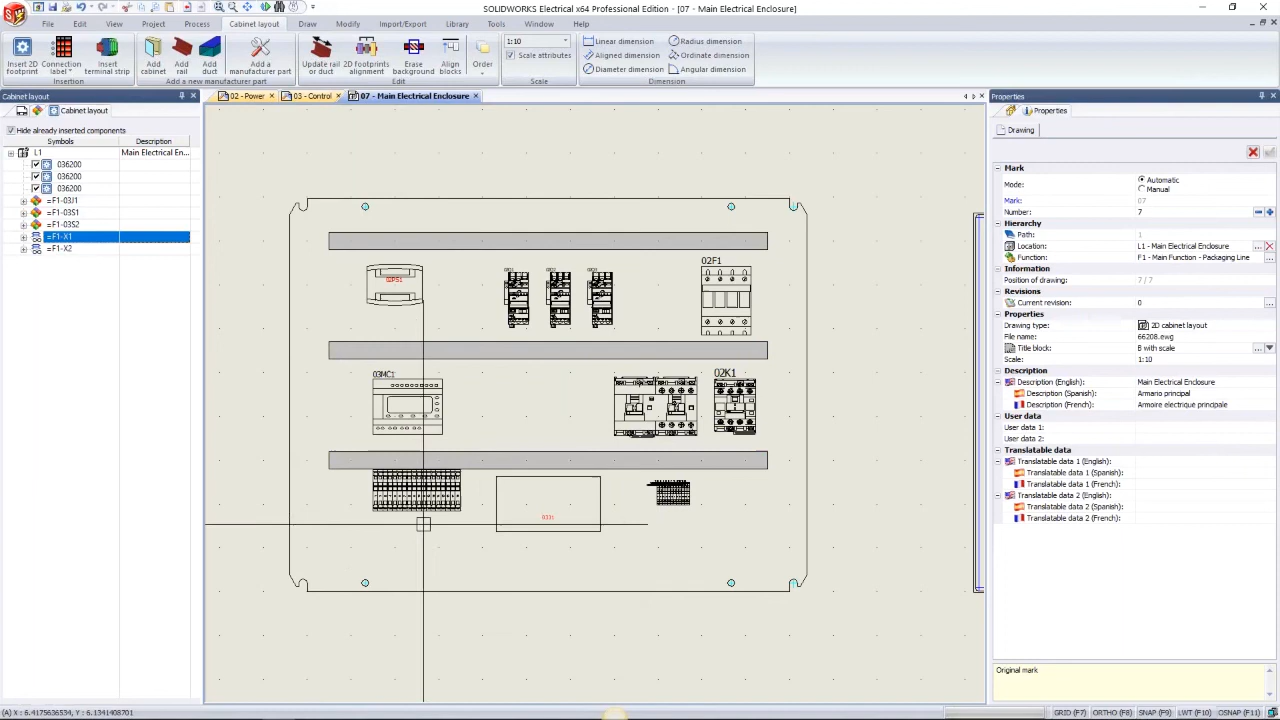 SOLIDWORKS Electrical x64 Professional Edition - [07 - Main Electrical Enclosure]
File Edit View Project Process Cabinet layout Draw Modify Import/Export Library Tools Window Help
Insert 2D footprint
Connection label
Insert terminal strip
Insertion
Add cabinet
Add rail
Add duct
Add a manufacturer part
Add a new manufacturer part
Update rail or duct
2D footprints alignment
Erase background
Align blocks
Order
Edit
1:10
Scale attributes
Scale
Linear dimension
Aligned dimension
Diameter dimension
Radius dimension
Ordinate dimension
Angular dimension
Dimension
Cabinet layout
Cabinet layout
Hide already inserted components
Symbols Description
L1 Main Electrical En...
036200
036200
036200
=F1-03J1
=F1-03S1
=F1-03S2
=F1-X1
=F1-X2
02 - Power
03 - Control
07 - Main Electrical Enclosure
02F1
02PS1
03MC1
02K1
Properties
Properties
Drawing
Mark
Mode: Automatic
Manual
Mark: 07
Number: 7
Hierarchy
Path: 1
Location: L1 - Main Electrical Enclosure
Function: F1 - Main Function - Packaging Line
Information
Position of drawing: 7 / 7
Revisions
Current revision: 0
Properties
Drawing type: 2D cabinet layout
File name: 66208.ewg
Title block: B with scale
Scale: 1:10
Description
Description (English): Main Electrical Enclosure
Description (Spanish): Armario principal
Description (French): Armoire electrique principale
User data
User data 1:
User data 2:
Translatable data
Translatable data 1 (English):
Translatable data 1 (Spanish):
Translatable data 1 (French):
Translatable data 2 (English):
Translatable data 2 (Spanish):
Translatable data 2 (French):
Original mark
(A) X : 6.4175636534, Y : 6.1341408701
GRID (F7) ORTHO (F8) SNAP (F9) LWT (F10) OSNAP (F11)